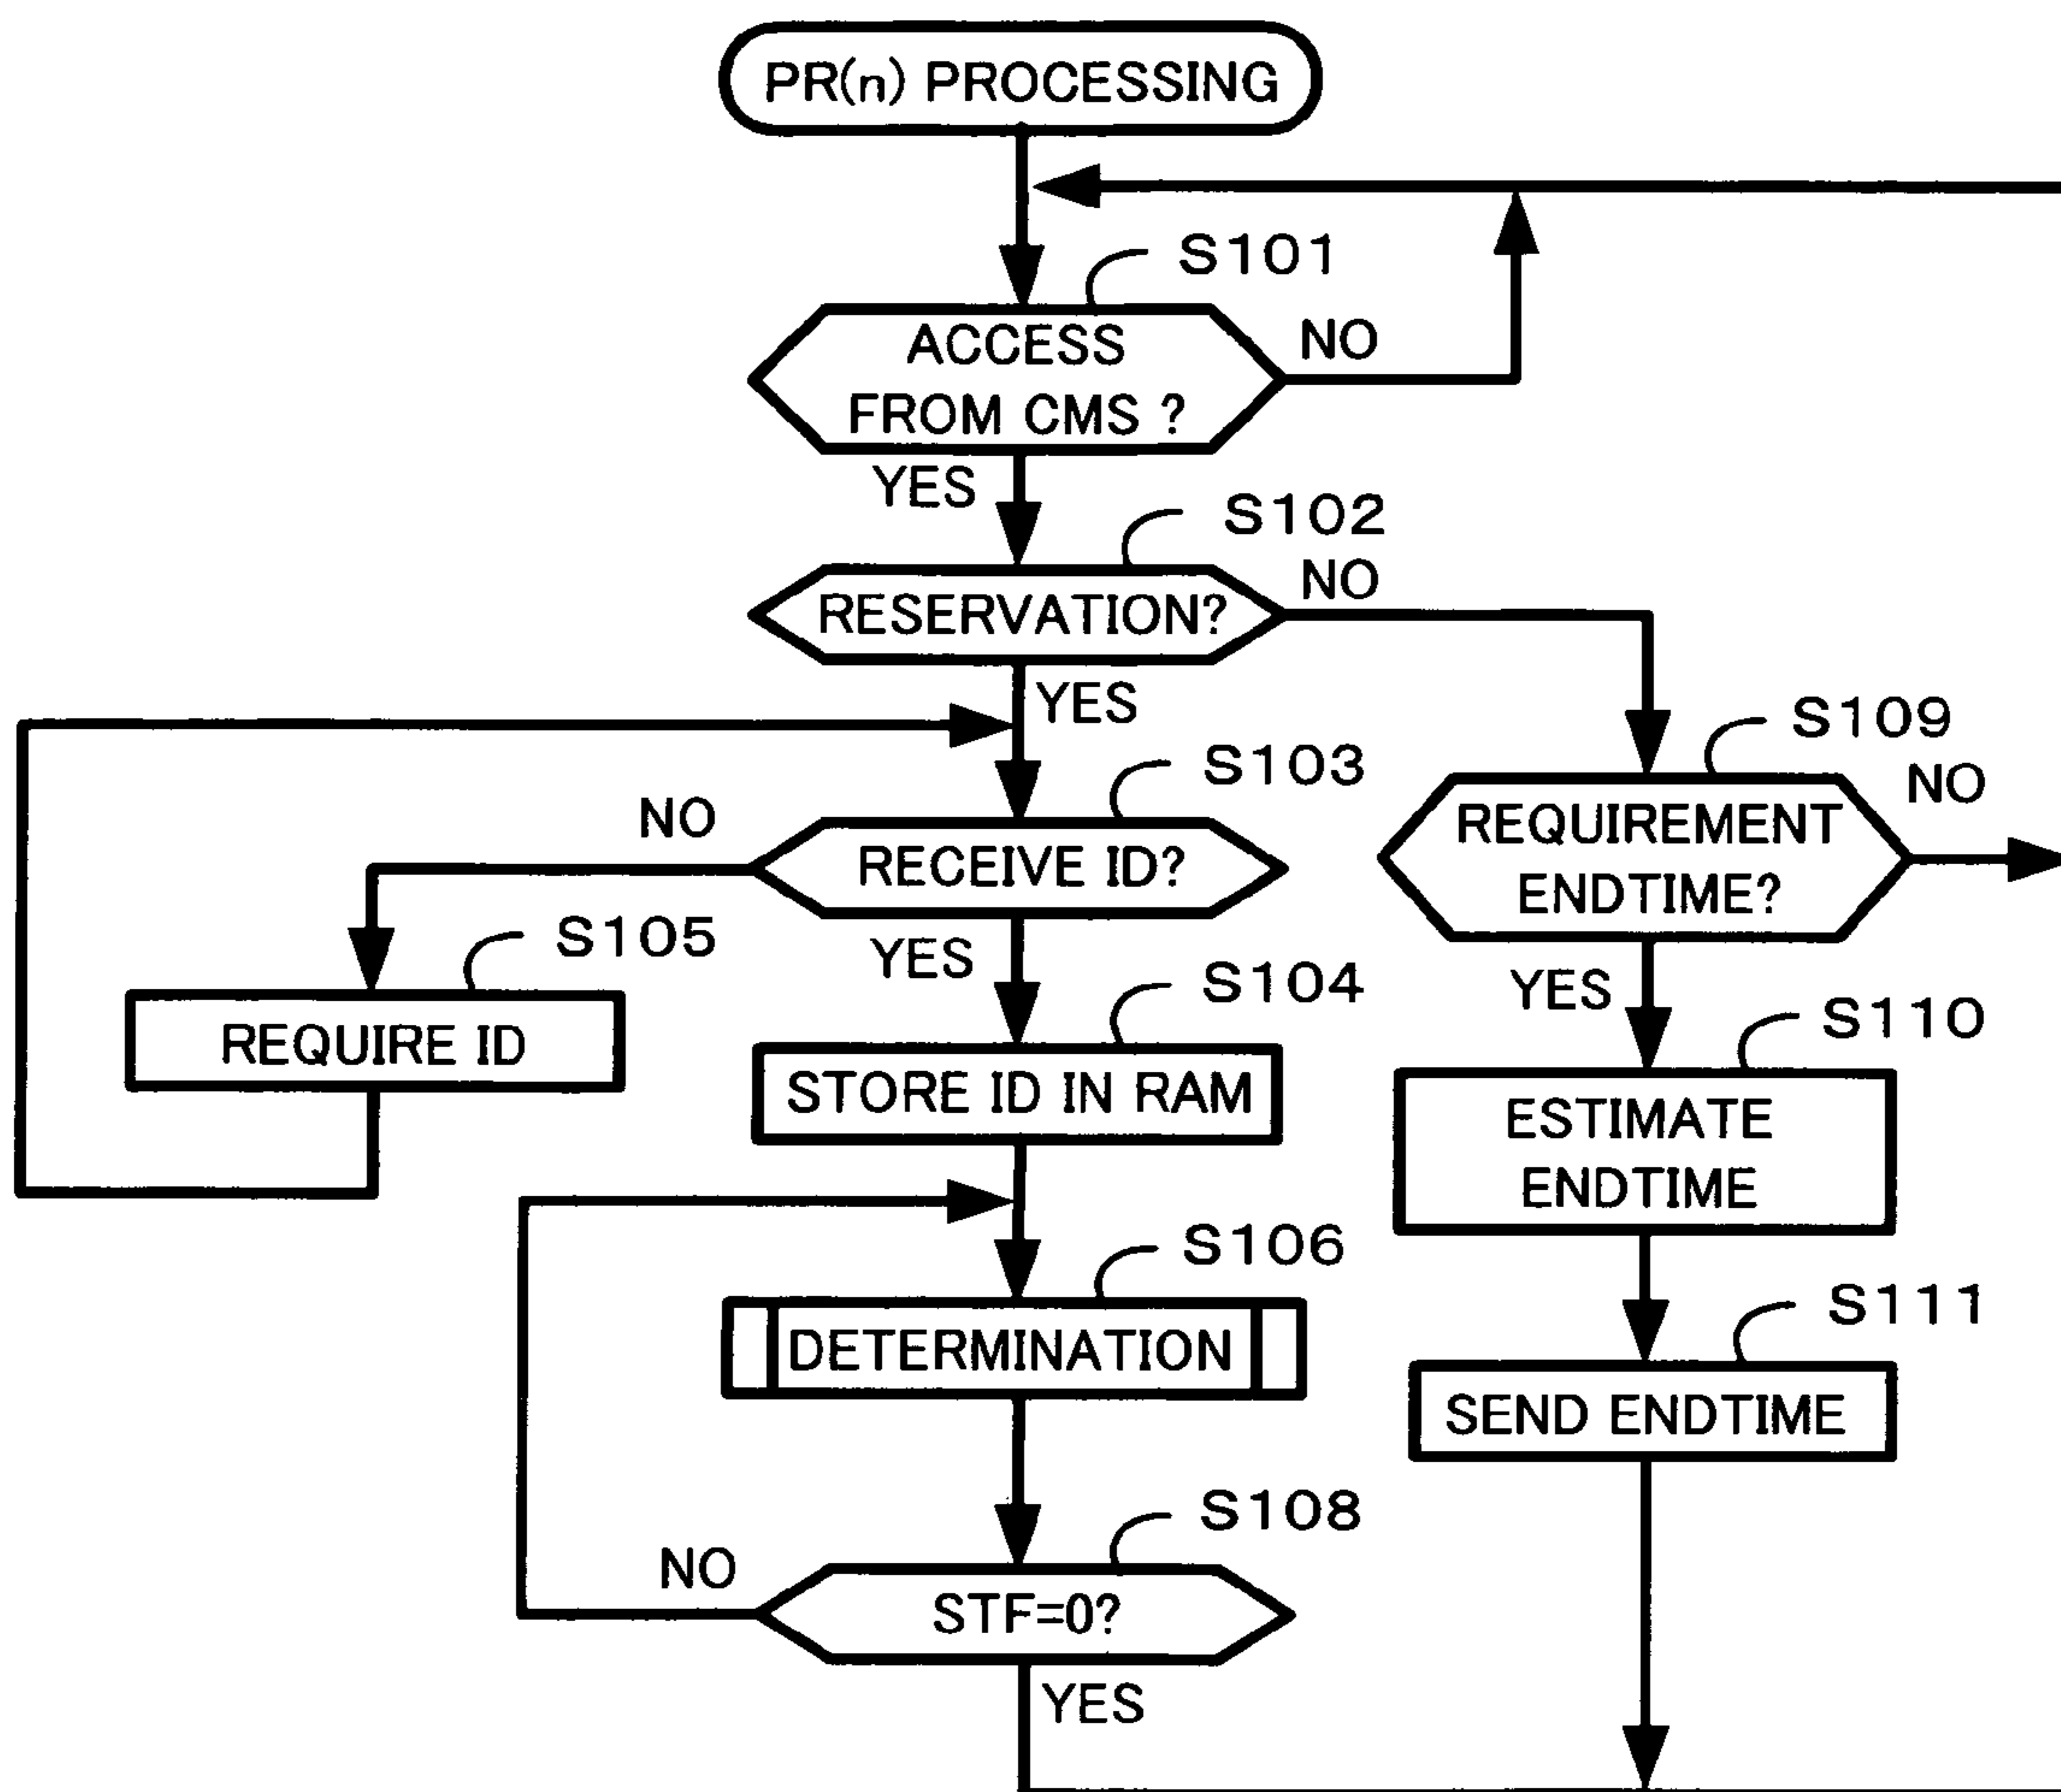 PR(n) PROCESSING
S101
ACCESS
FROM CMS ?
NO
YES
S102
RESERVATION?
NO
YES
S103
RECEIVE ID?
NO
YES
S105
REQUIRE ID
S104
STORE ID IN RAM
S106
DETERMINATION
S108
STF=0?
NO
YES
S109
REQUIREMENT
ENDTIME?
NO
YES
S110
ESTIMATE
ENDTIME
S111
SEND ENDTIME